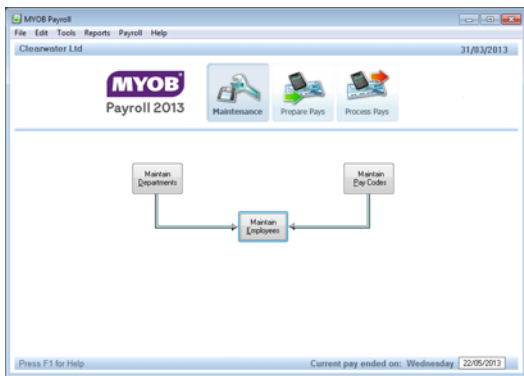 MYOB Payroll
File Edit Tools Reports Payroll Help
Clearwater Ltd 31/03/2013
MYOB
Payroll 2013
Maintenance Prepare Pays Process Pays
Maintain
Departments
Maintain
Pay Codes
Maintain
Employees
Press F1 for Help Current pay ended on: Wednesday 22/05/2013